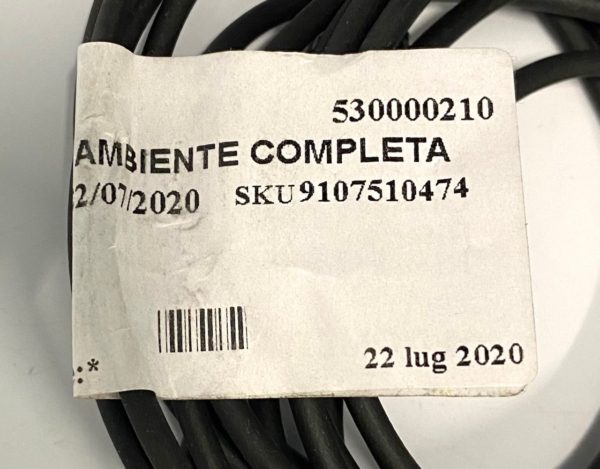 530000210
AMBIENTE COMPLETA
2/07/2020 SKU9107510474
:*
22 lug 2020